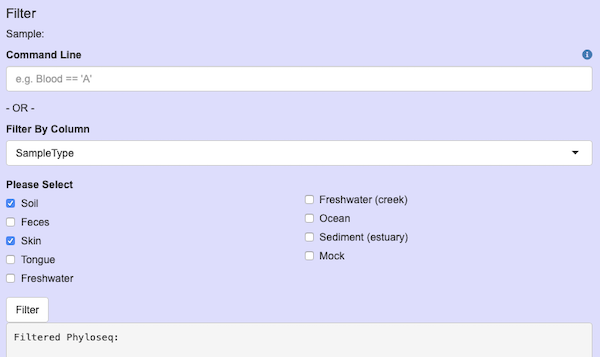 Filter
Sample:
Command Line
e.g. Blood == 'A'
- OR -
Filter By Column
SampleType
Please Select
Soil
Feces
Skin
Tongue
Freshwater
Freshwater (creek)
Ocean
Sediment (estuary)
Mock
Filter
Filtered Phyloseq: